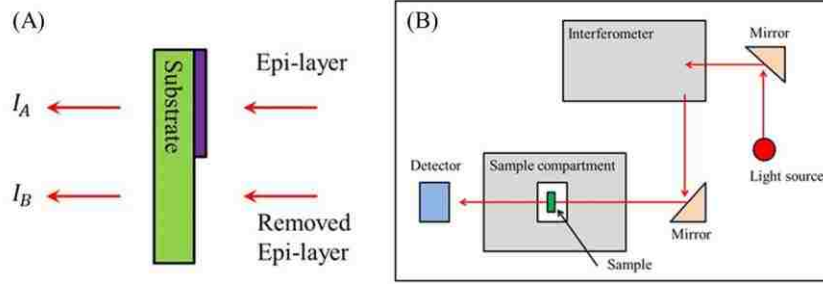 (A)
Substrate
Epi-layer
I_A
I_B
Removed
Epi-layer
(B)
Interferometer
Mirror
Light source
Detector
Sample compartment
Mirror
Sample